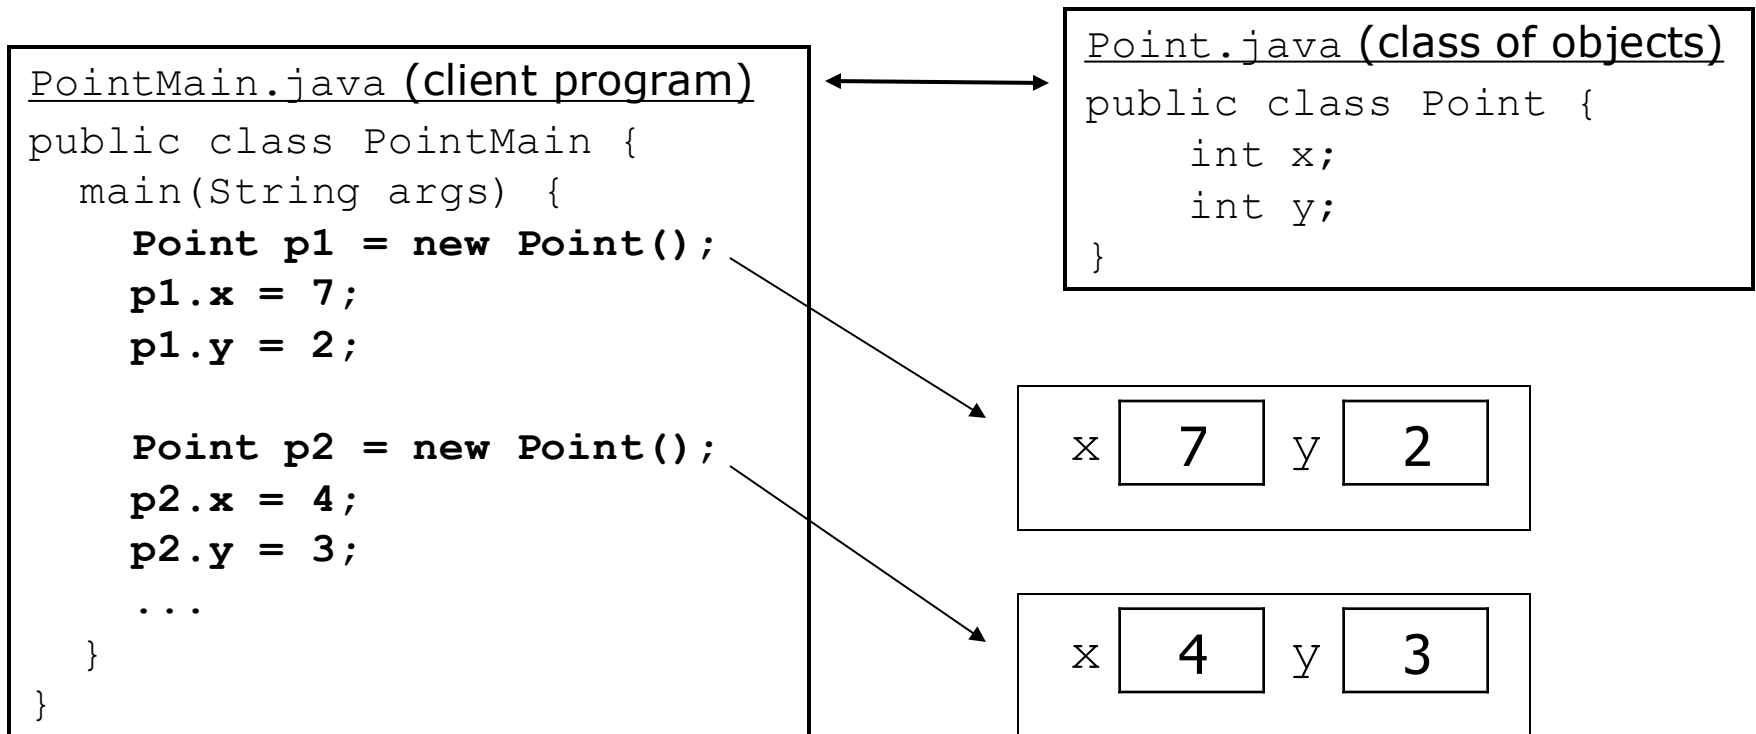 PointMain.java (client program)
public class PointMain {
main(String args) {
Point p1 = new Point();
p1.x = 7;
p1.y = 2;
Point p2 = new Point();
p2.x = 4;
p2.y = 3;
...
}
}
Point.java (class of objects)
public class Point {
int x;
int y;
}
x 7 y 2
x 4 y 3